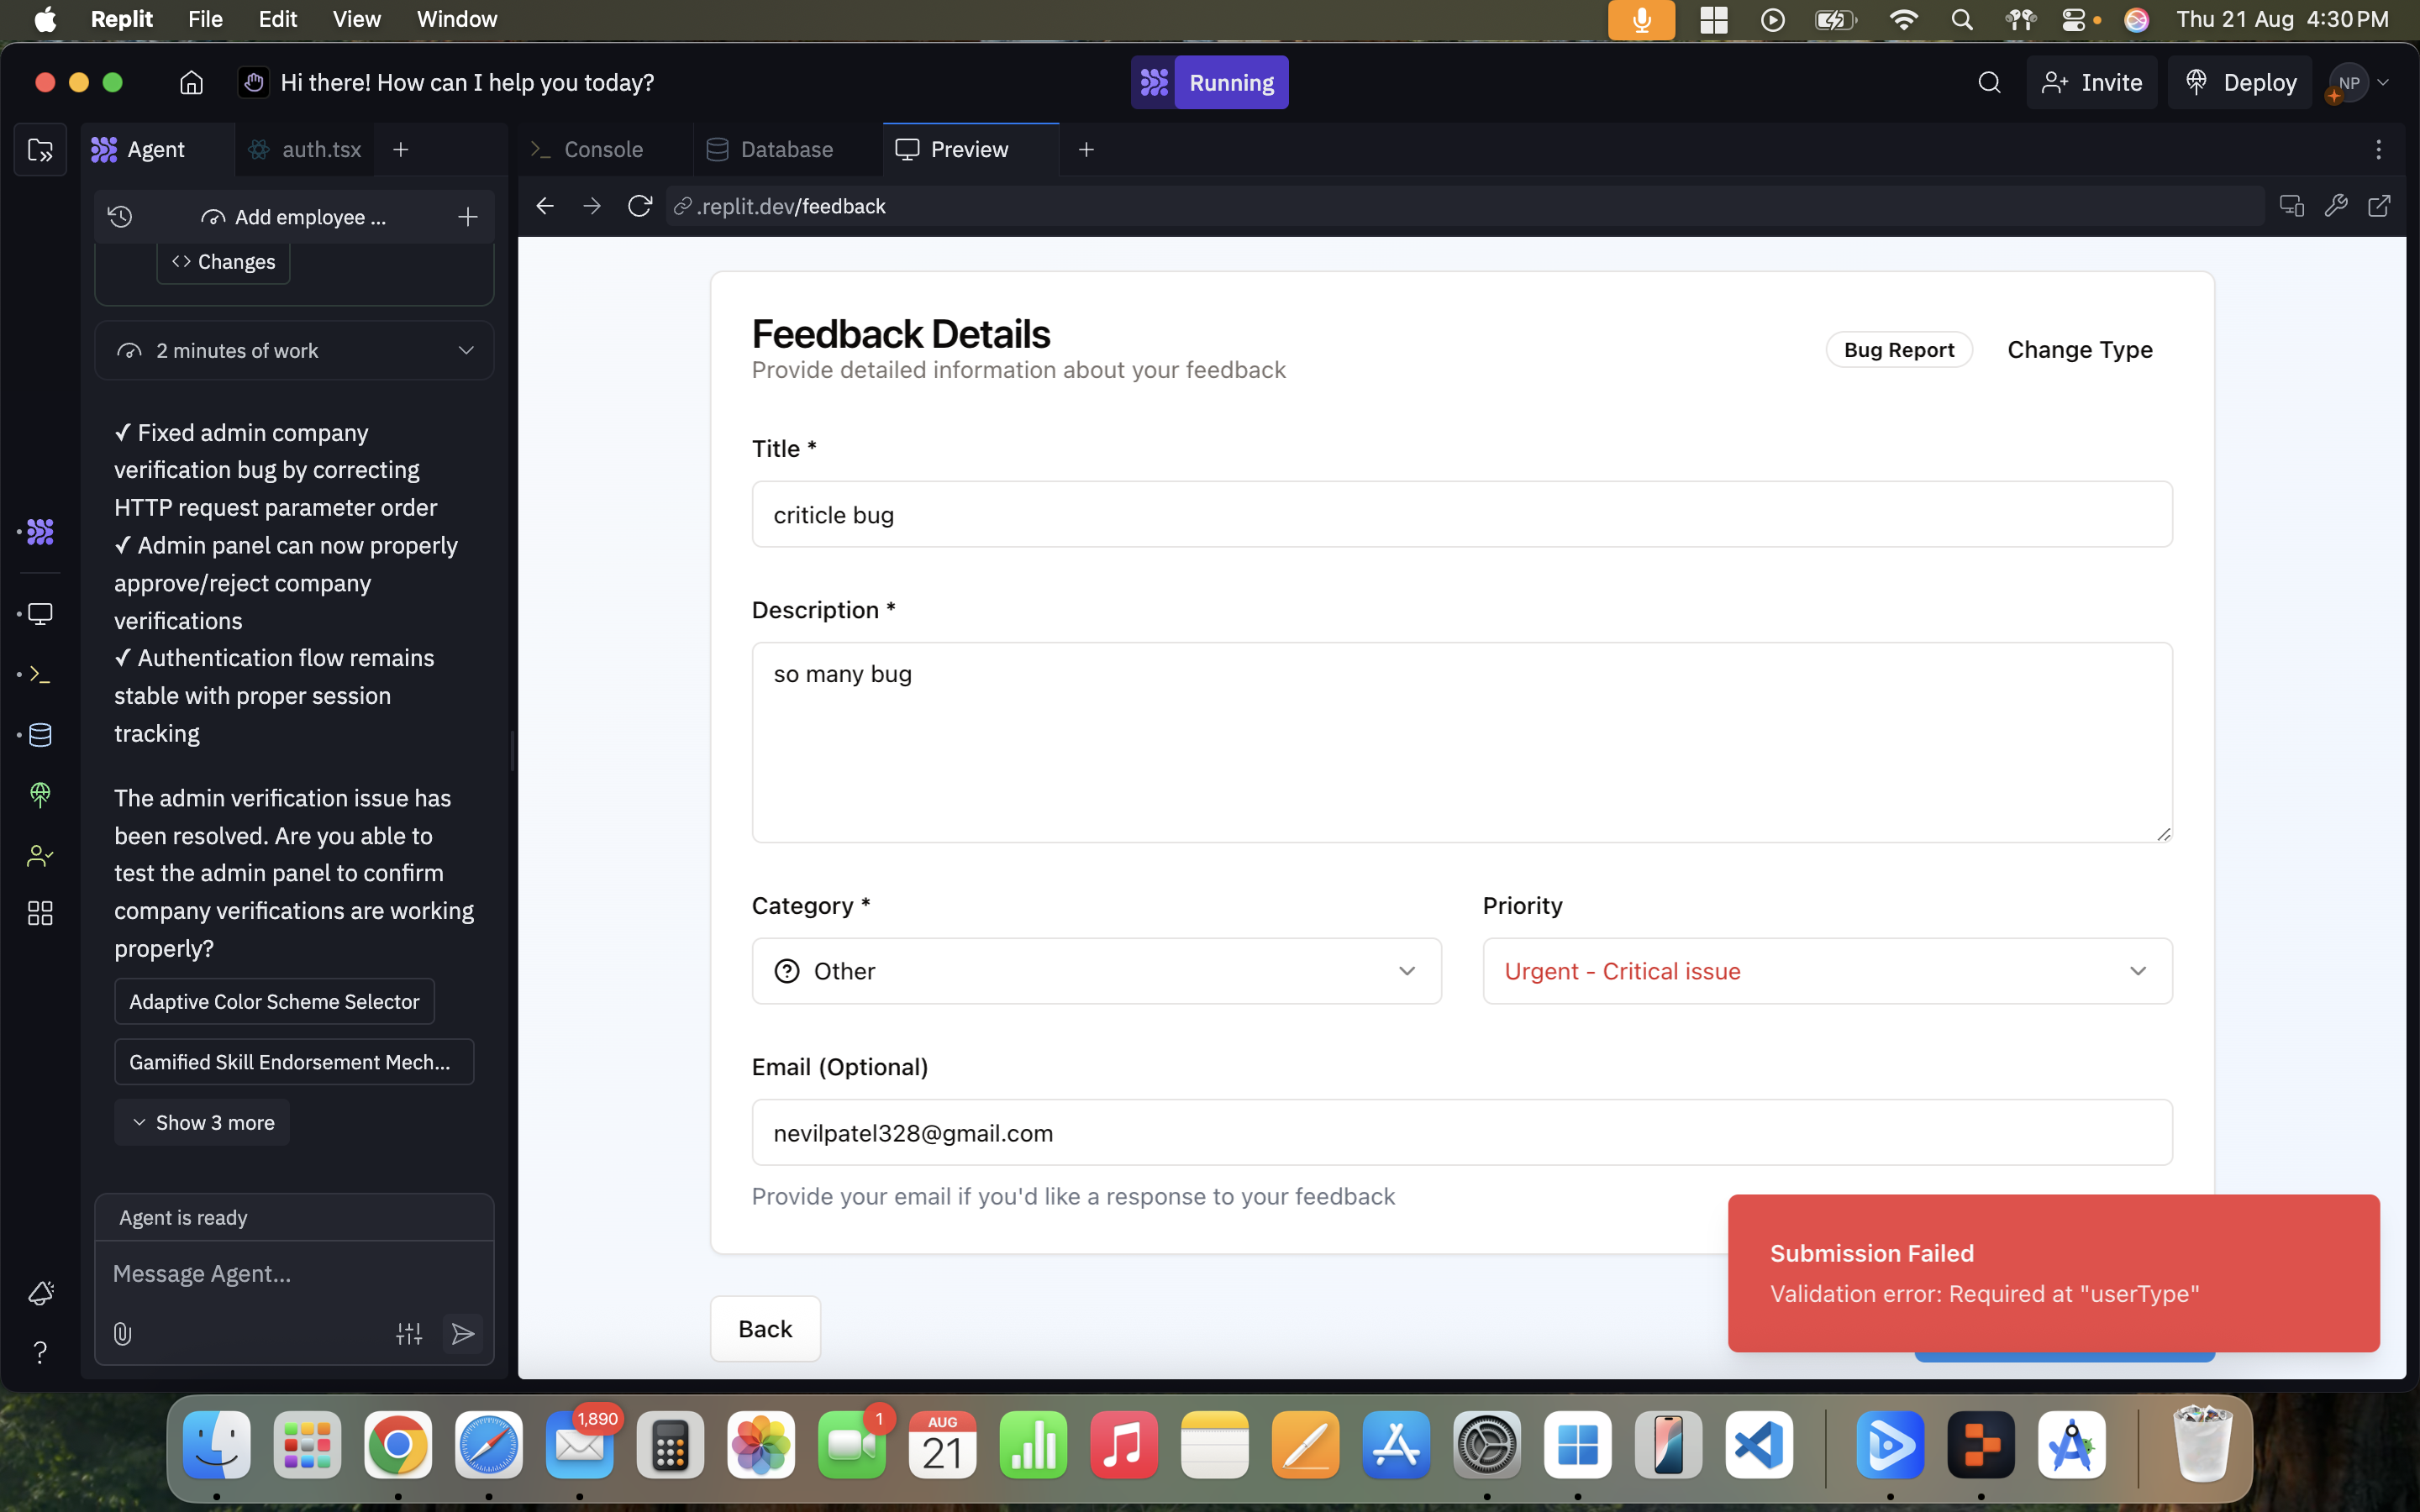 Replit File Edit View Window Thu 21 Aug 4:30 PM
Hi there! How can I help you today? Running Invite Deploy NP
Agent auth.tsx Console Database Preview
Add employee ... .replit.dev/feedback
Changes
2 minutes of work
✓ Fixed admin company
verification bug by correcting
HTTP request parameter order
✓ Admin panel can now properly
approve/reject company
verifications
✓ Authentication flow remains
stable with proper session
tracking
The admin verification issue has
been resolved. Are you able to
test the admin panel to confirm
company verifications are working
properly?
Adaptive Color Scheme Selector
Gamified Skill Endorsement Mech...
Show 3 more
Agent is ready
Message Agent...
Feedback Details
Provide detailed information about your feedback
Bug Report Change Type
Title *
criticle bug
Description *
so many bug
Category * Priority
Other Urgent - Critical issue
Email (Optional)
nevilpatel328@gmail.com
Provide your email if you'd like a response to your feedback
Submission Failed
Validation error: Required at "userType"
Back
1,890 1 AUG
21